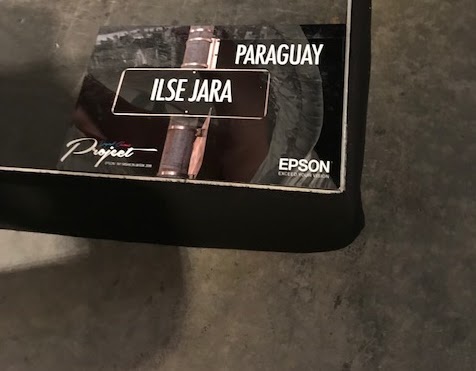 PARAGUAY
ILSE JARA
Project
EPSON
EXCEED YOUR VISION